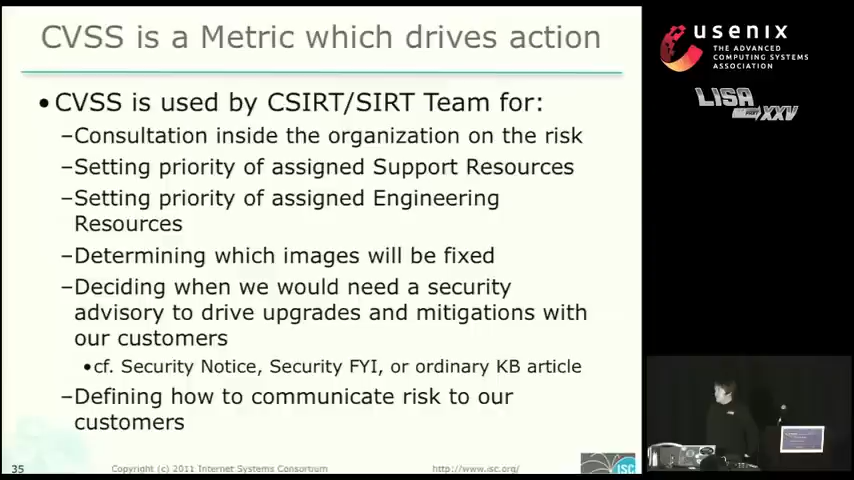 CVSS is a Metric which drives action
•CVSS is used by CSIRT/SIRT Team for:
–Consultation inside the organization on the risk
–Setting priority of assigned Support Resources
–Setting priority of assigned Engineering
Resources
–Determining which images will be fixed
–Deciding when we would need a security
advisory to drive upgrades and mitigations with
our customers
•cf. Security Notice, Security FYI, or ordinary KB article
–Defining how to communicate risk to our
customers
35
Copyright (c) 2011 Internet Systems Consortium
http://www.isc.org/
ISC
usenix
THE ADVANCED
COMPUTING SYSTEMS
ASSOCIATION
LISA
XXV